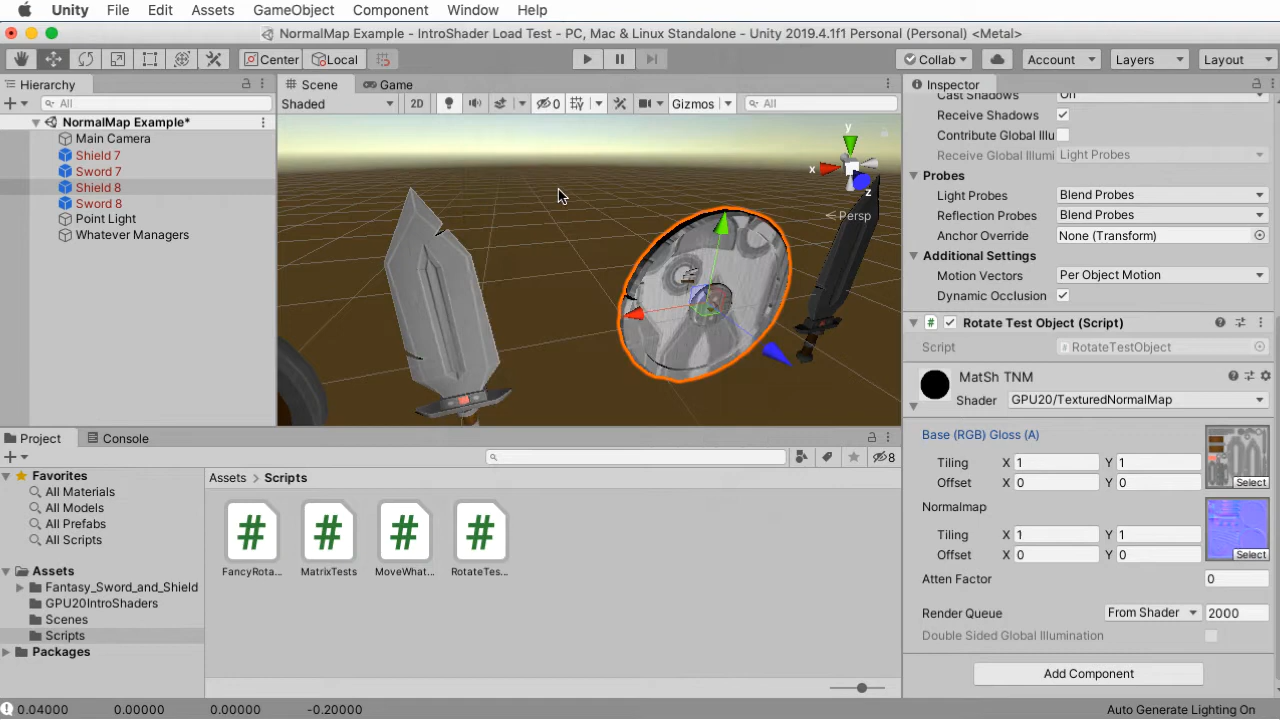 Unity File Edit Assets GameObject Component Window Help
NormalMap Example - IntroShader Load Test - PC, Mac & Linux Standalone - Unity 2019.4.1f1 Personal (Personal) <Metal>
Center Local Collab Account Layers Layout
Hierarchy
All
NormalMap Example*
Main Camera
Shield 7
Sword 7
Shield 8
Sword 8
Point Light
Whatever Managers
Scene Game
Shaded 2D 0 Gizmos All
y
x
z
Persp
Inspector
Cast Shadows On
Receive Shadows
Contribute Global Illu
Receive Global Illumi Light Probes
Probes
Light Probes Blend Probes
Reflection Probes Blend Probes
Anchor Override None (Transform)
Additional Settings
Motion Vectors Per Object Motion
Dynamic Occlusion
# Rotate Test Object (Script)
Script RotateTestObject
MatSh TNM
Shader GPU20/TexturedNormalMap
Base (RGB) Gloss (A)
Tiling X 1 Y 1
Offset X 0 Y 0 Select
Normalmap
Tiling X 1 Y 1
Offset X 0 Y 0 Select
Atten Factor 0
Render Queue From Shader 2000
Double Sided Global Illumination
Add Component
Project Console
8
Favorites
All Materials
All Models
All Prefabs
All Scripts
Assets
Fantasy_Sword_and_Shield
GPU20IntroShaders
Scenes
Scripts
Packages
Assets > Scripts
# # # #
FancyRota... MatrixTests MoveWhat... RotateTes...
0.04000 0.00000 0.00000 -0.20000
Auto Generate Lighting On